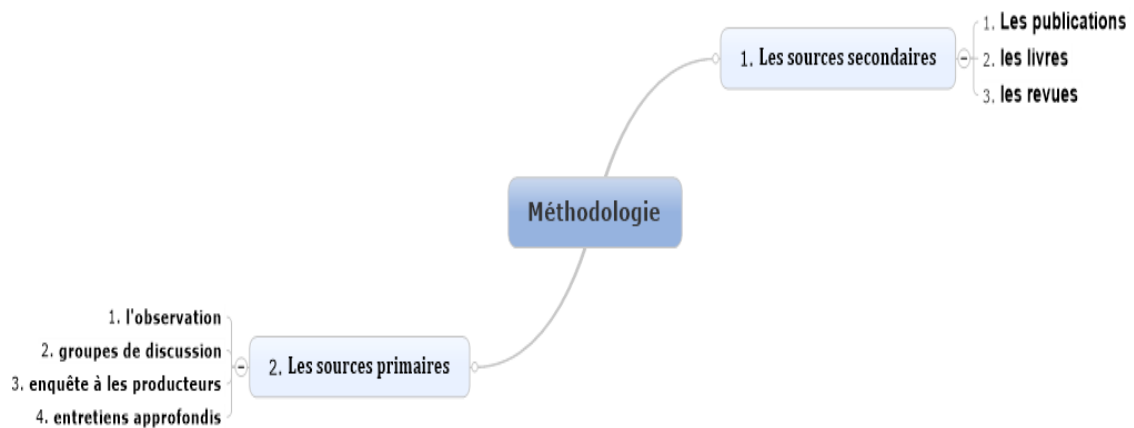 Méthodologie
1. Les sources secondaires
1. Les publications
2. les livres
3. les revues
2. Les sources primaires
1. l'observation
2. groupes de discussion
3. enquête à les producteurs
4. entretiens approfondis